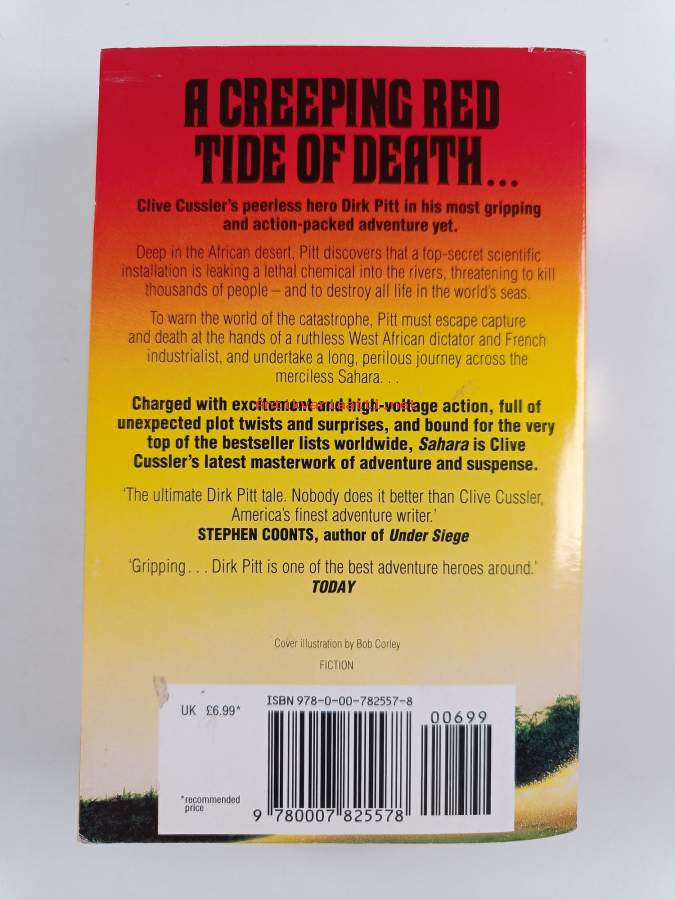 A CREEPING RED
TIDE OF DEATH...
Clive Cussler's peerless hero Dirk Pitt in his most gripping
and action-packed adventure yet.
Deep in the African desert, Pitt discovers that a top-secret scientific
installation is leaking a lethal chemical into the rivers, threatening to kill
thousands of people – and to destroy all life in the world's seas.
To warn the world of the catastrophe, Pitt must escape capture
and death at the hands of a ruthless West African dictator and French
industrialist, and undertake a long, perilous journey across the
merciless Sahara. . .
Charged with excitement and high-voltage action, full of
unexpected plot twists and surprises, and bound for the very
top of the bestseller lists worldwide, Sahara is Clive
Cussler's latest masterwork of adventure and suspense.
'The ultimate Dirk Pitt tale. Nobody does it better than Clive Cussler,
America's finest adventure writer.'
STEPHEN COONTS, author of Under Siege
'Gripping. . . Dirk Pitt is one of the best adventure heroes around.'
TODAY
Cover illustration by Bob Corley
FICTION
ISBN 978-0-00-782557-8
UK £6.99*
00699
*recommended
price
9 780007 825578